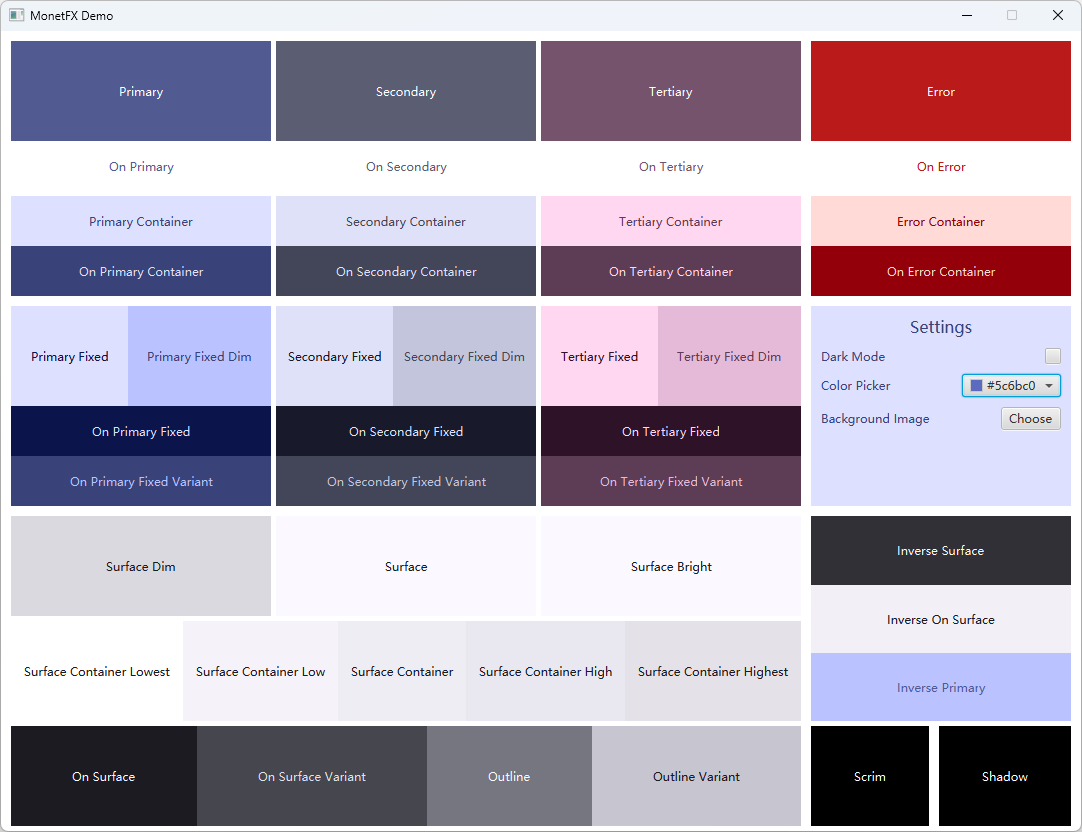 MonetFX Demo
Primary
Secondary
Tertiary
Error
On Primary
On Secondary
On Tertiary
On Error
Primary Container
Secondary Container
Tertiary Container
Error Container
On Primary Container
On Secondary Container
On Tertiary Container
On Error Container
Primary Fixed
Primary Fixed Dim
Secondary Fixed
Secondary Fixed Dim
Tertiary Fixed
Tertiary Fixed Dim
On Primary Fixed
On Secondary Fixed
On Tertiary Fixed
On Primary Fixed Variant
On Secondary Fixed Variant
On Tertiary Fixed Variant
Settings
Dark Mode
Color Picker
#5c6bc0
Background Image
Choose
Surface Dim
Surface
Surface Bright
Surface Container Lowest
Surface Container Low
Surface Container
Surface Container High
Surface Container Highest
Inverse Surface
Inverse On Surface
Inverse Primary
On Surface
On Surface Variant
Outline
Outline Variant
Scrim
Shadow